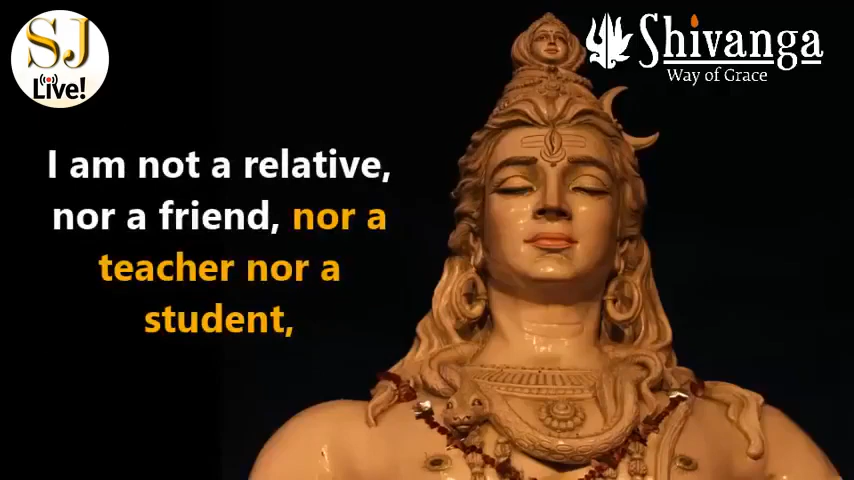 SJ
Live!
Shivanga
Way of Grace
I am not a relative,
nor a friend, nor a
teacher nor a
student,